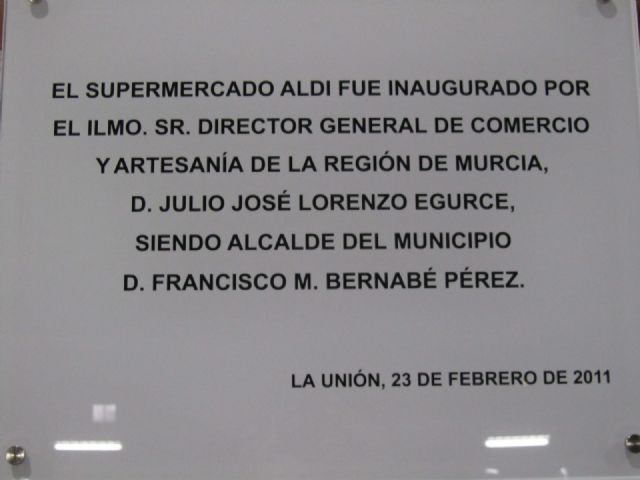 EL SUPERMERCADO ALDI FUE INAUGURADO POR
EL ILMO. SR. DIRECTOR GENERAL DE COMERCIO
Y ARTESANÍA DE LA REGIÓN DE MURCIA,
D. JULIO JOSÉ LORENZO EGURCE,
SIENDO ALCALDE DEL MUNICIPIO
D. FRANCISCO M. BERNABÉ PÉREZ.
LA UNIÓN, 23 DE FEBRERO DE 2011